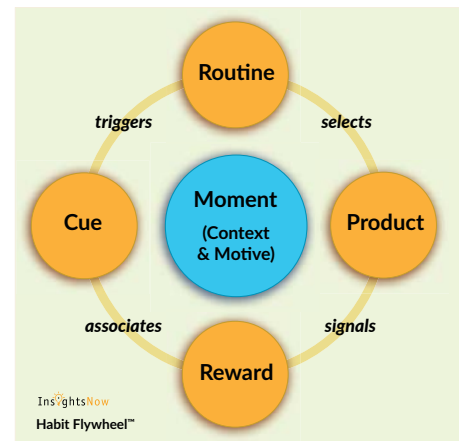 Routine
triggers
selects
Moment
(Context
& Motive)
Cue
Product
associates
signals
Reward
InsightsNow
Habit Flywheel™